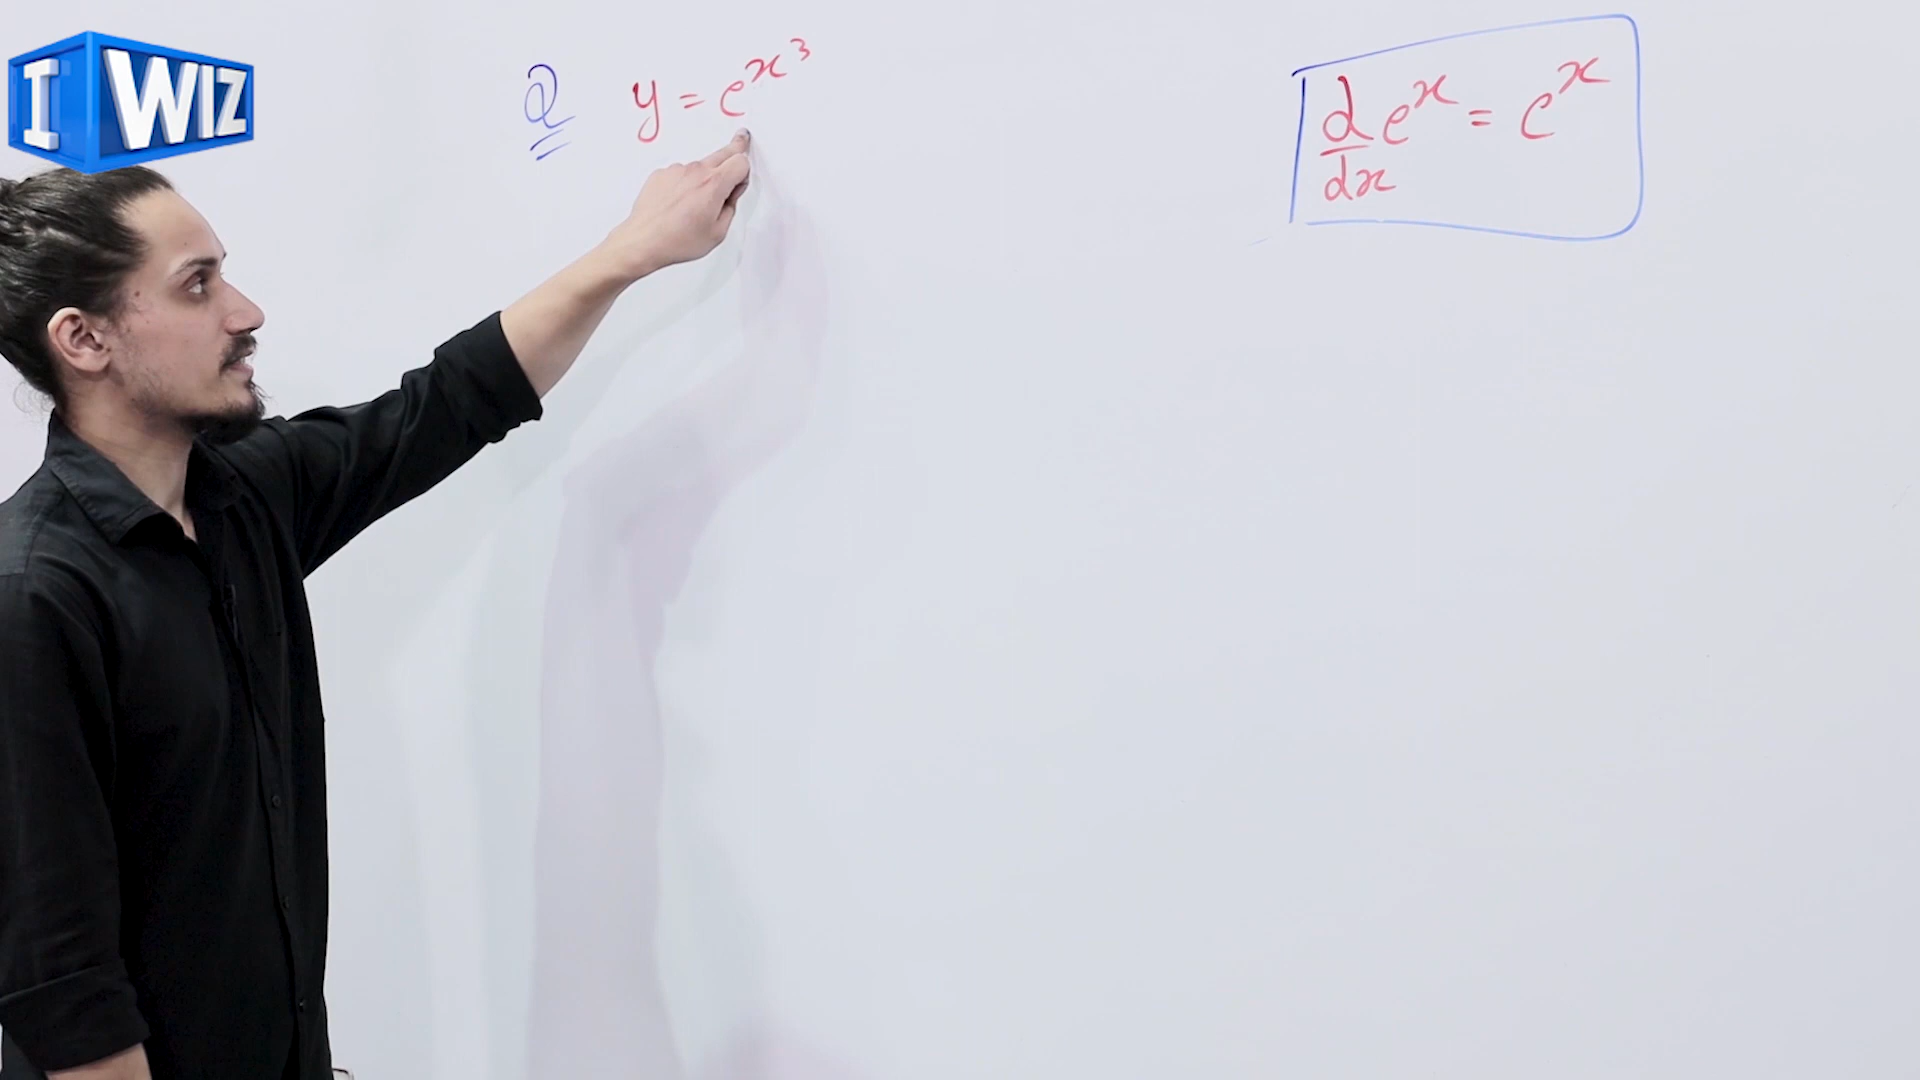 I WIZ
Q y = e^{x^3}
d/dx e^x = e^x